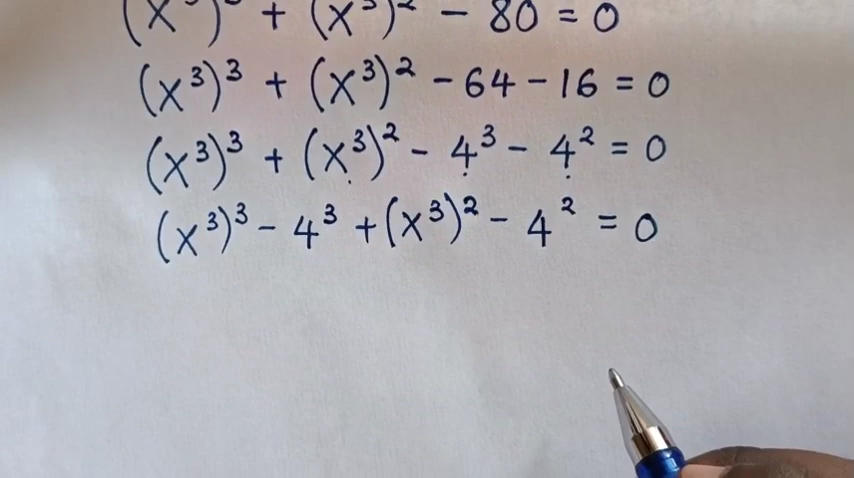 (x³)³ + (x³)² - 80 = 0
(x³)³ + (x³)² - 64 - 16 = 0
(x³)³ + (x³)² - 4³ - 4² = 0
(x³)³ - 4³ + (x³)² - 4² = 0